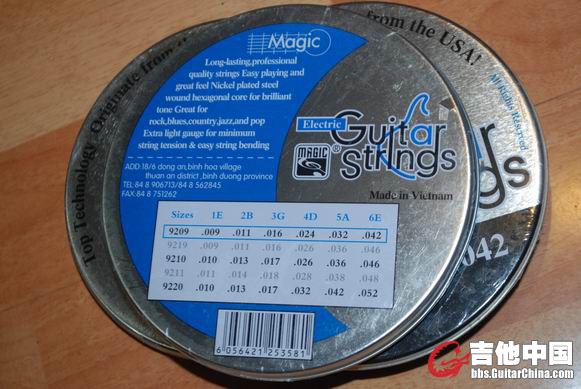 Magic
Long-lasting,professional
quality strings Easy playing and
great feel Nickel plated steel
wound hexagonal core for brilliant
tone Great for
rock,blues,country,jazz,and pop
Extra light gauge for minimum
string tension & easy string bending
ADD:18/6 dong an,binh hoa village
thuan an district ,binh duong province
TEL:84 8 906713/84 8 562845
FAX:84 8 751262
Electric
Guitar
Strings
MAGIC ®
Made in Vietnam
Sizes 1E 2B 3G 4D 5A 6E
9209 .009 .011 .016 .024 .032 .042
9219 .009 .011 .016 .026 .036 .046
9210 .010 .013 .017 .026 .036 .046
9211 .011 .014 .018 .028 .038 .048
9220 .010 .013 .017 .032 .042 .052
6 056421 253581
Top Technology Originate from
from the USA!
All Rights Reserved
ngs
.042
吉他中国
bbs.GuitarChina.com